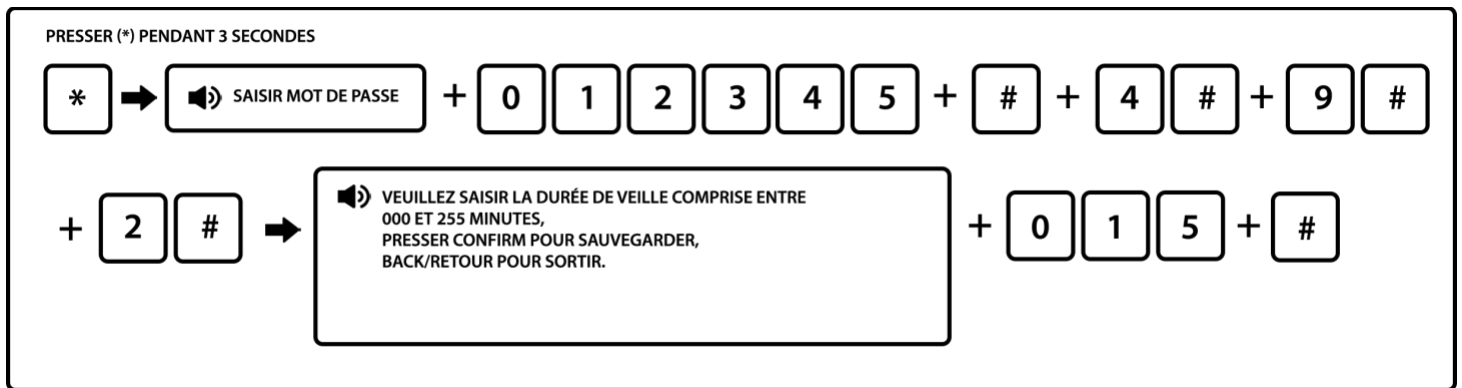 PRESSER (*) PENDANT 3 SECONDES
* SAISIR MOT DE PASSE + 0 1 2 3 4 5 + # + 4 # + 9 #
+ 2 # VEUILLEZ SAISIR LA DURÉE DE VEILLE COMPRISE ENTRE
000 ET 255 MINUTES,
PRESSER CONFIRM POUR SAUVEGARDER,
BACK/RETOUR POUR SORTIR.
+ 0 1 5 + #